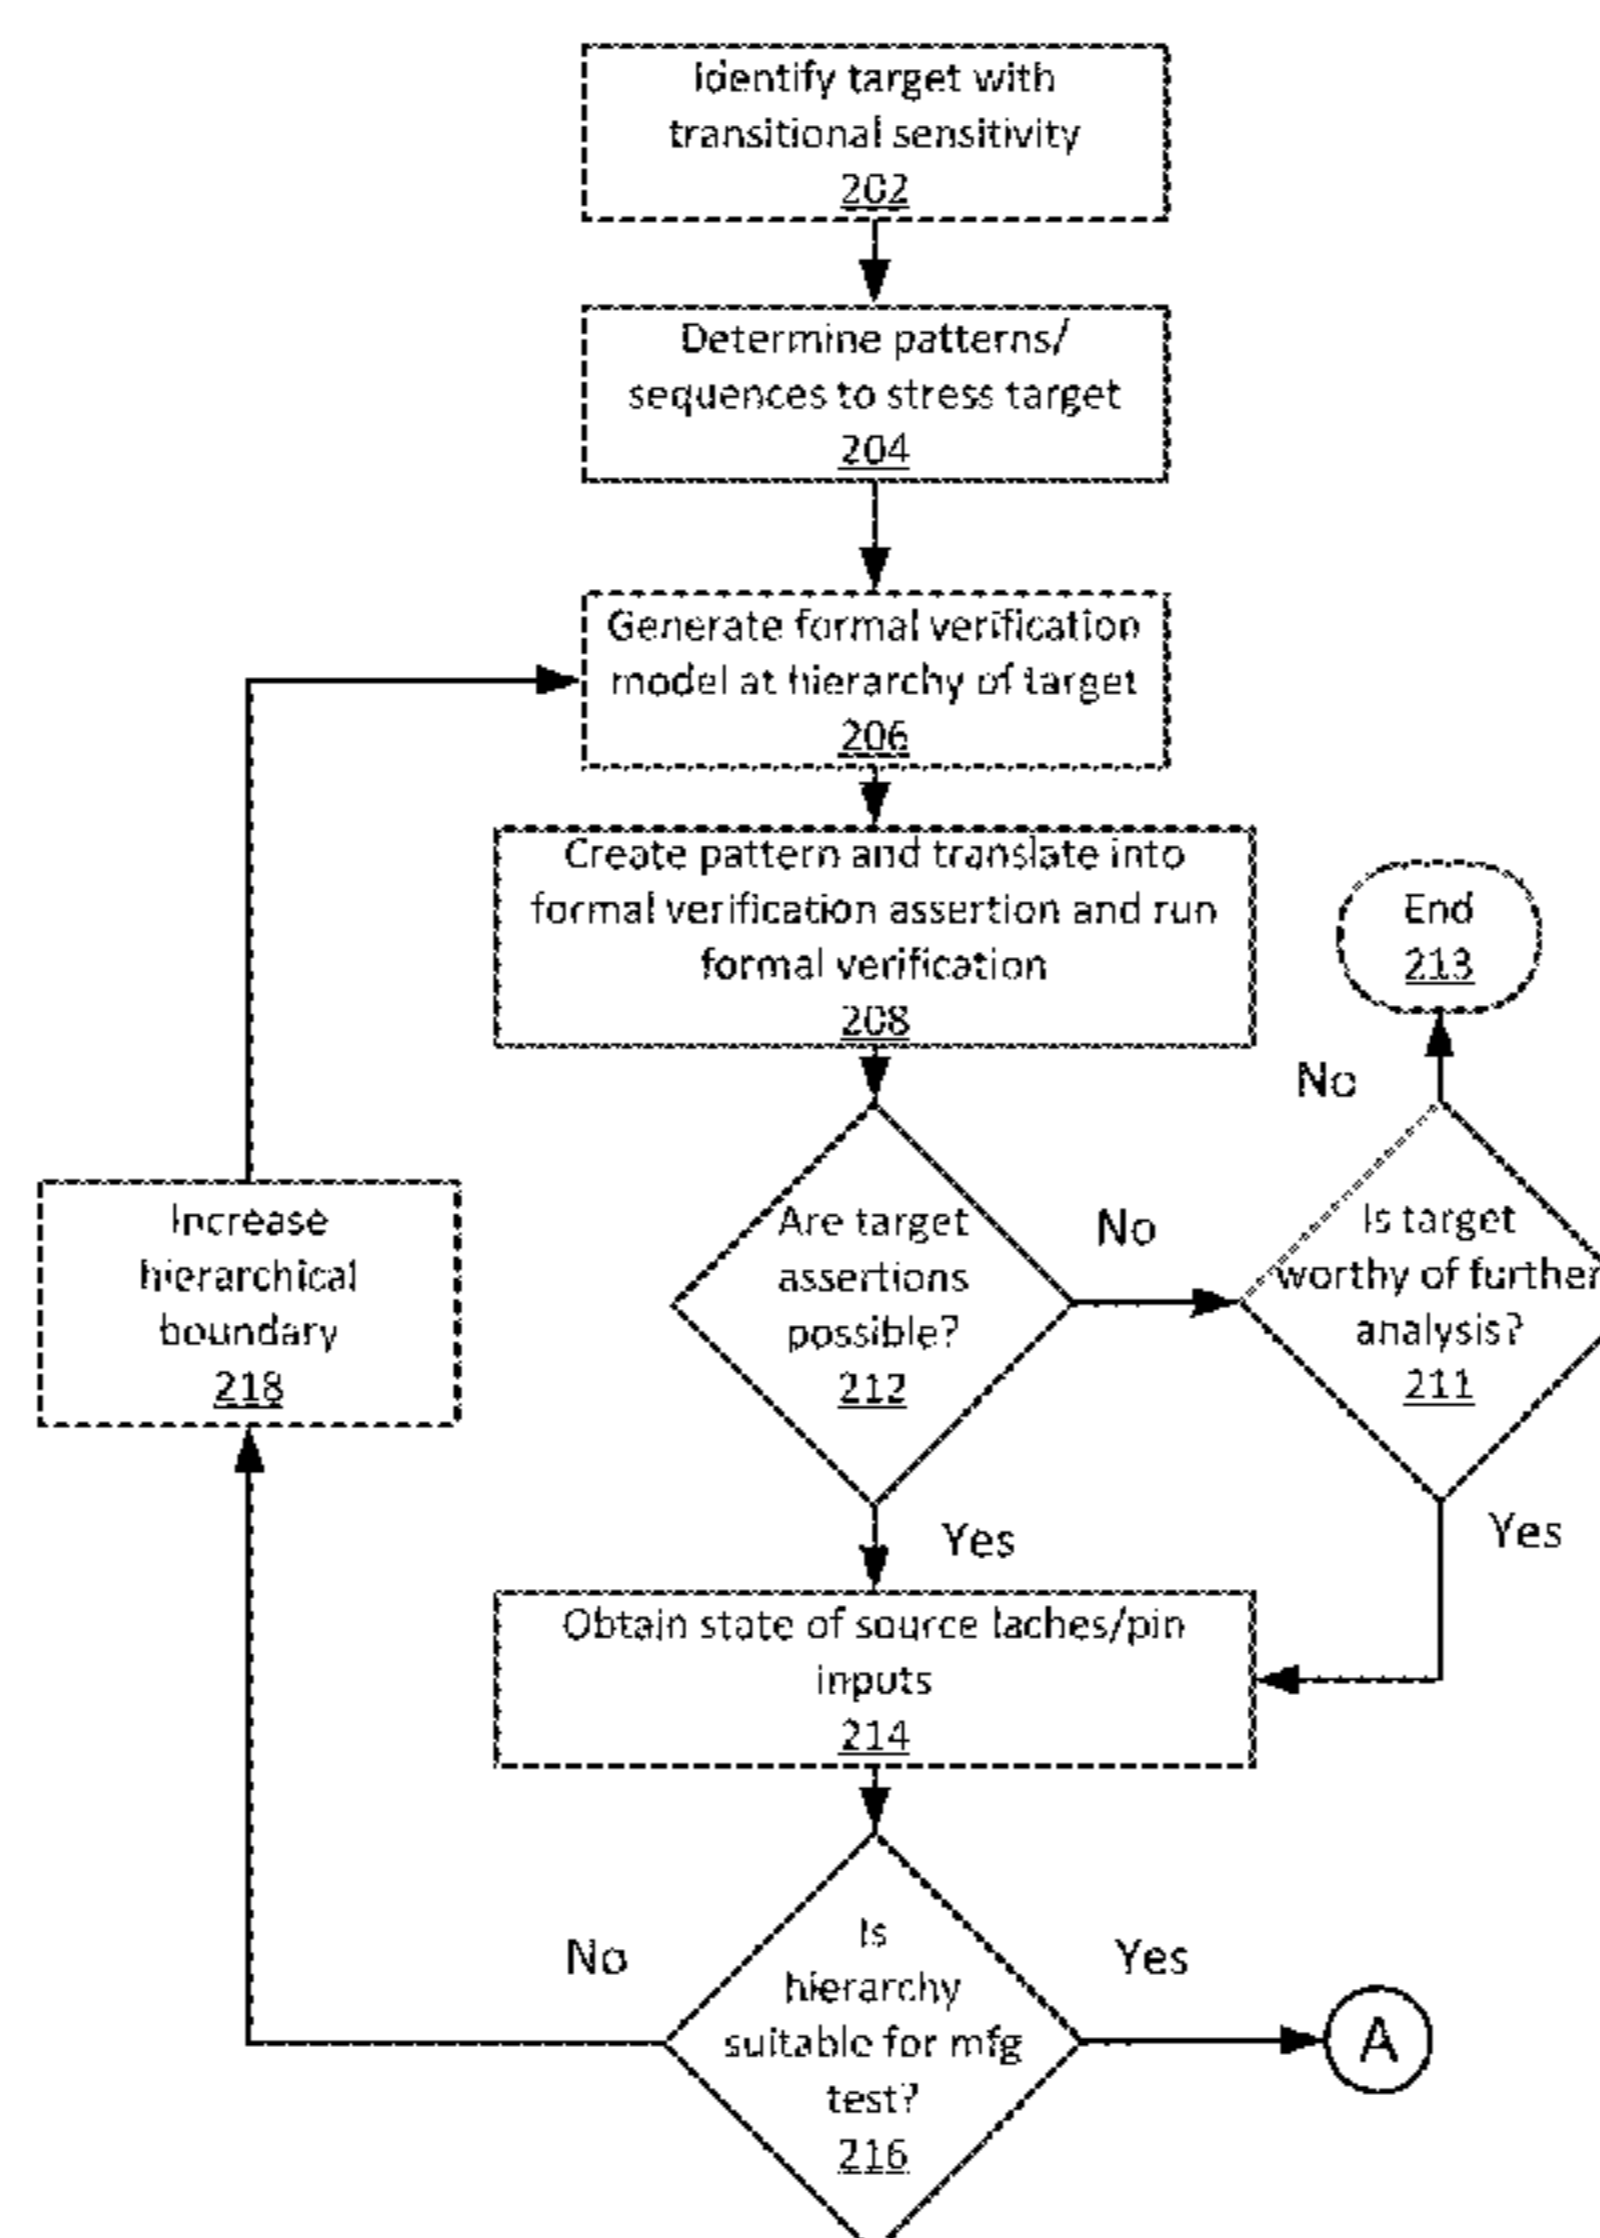 Identify target with
transitional sensitivity
202
Determine patterns/
sequences to stress target
204
Generate formal verification
model at hierarchy of target
206
Create pattern and translate into
formal verification assertion and run
formal verification
208
End
213
No
Increase
hierarchical
boundary
218
Are target
assertions
possible?
212
No
Is target
worthy of further
analysis?
211
Yes
Yes
Obtain state of source laches/pin
inputs
214
No
Is
hierarchy
suitable for mfg
test?
216
Yes
A